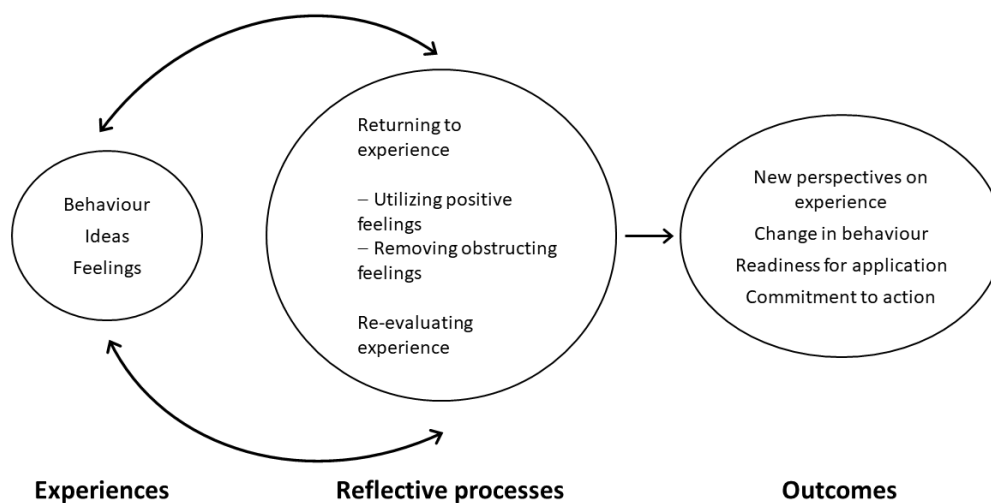 Behaviour
Ideas
Feelings
Returning to
experience
– Utilizing positive
feelings
– Removing obstructing
feelings
Re-evaluating
experience
New perspectives on
experience
Change in behaviour
Readiness for application
Commitment to action
Experiences
Reflective processes
Outcomes